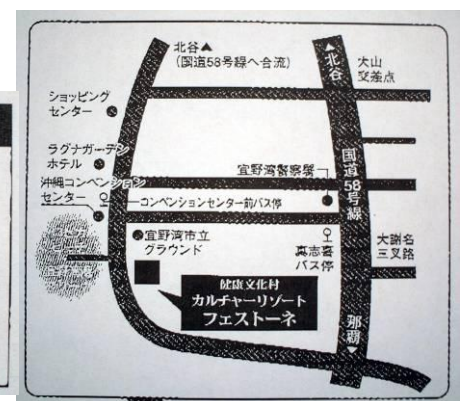 北谷▲
(国道58号線へ合流)
▲北谷
大山
交差点
ショッピング
センター
ラグナガーデン
ホテル
宜野湾警察署
国道58号線
沖縄コンベンション
センター
コンベンションセンター前バス停
宜野湾市立
グラウンド
真志喜
バス停
大謝名
三叉路
健康文化村
カルチャーリゾート
フェストーネ
那覇▼